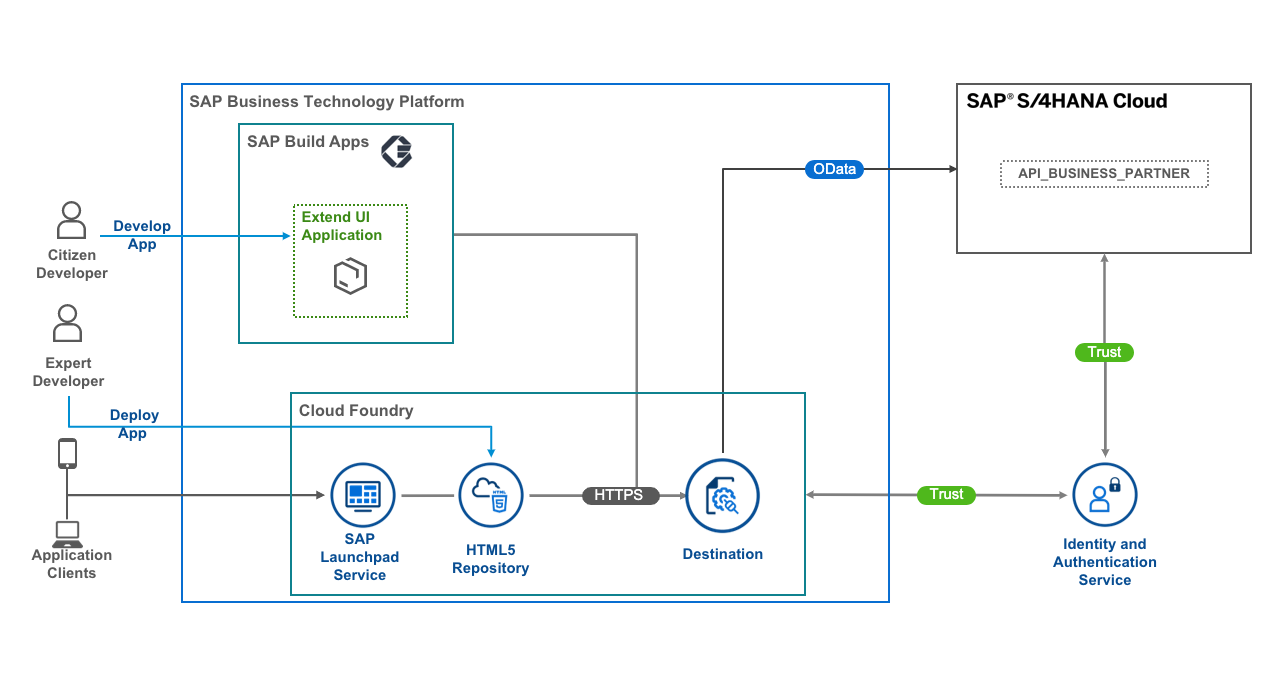 SAP Business Technology Platform
SAP® S/4HANA Cloud
SAP Build Apps
OData
API_BUSINESS_PARTNER
Extend UI
Application
Develop
App
Citizen
Developer
Trust
Expert
Developer
Cloud Foundry
Deploy
App
HTML
5
HTTPS
Trust
SAP
Launchpad
Service
HTML5
Repository
Destination
Identity and
Authentication
Service
Application
Clients